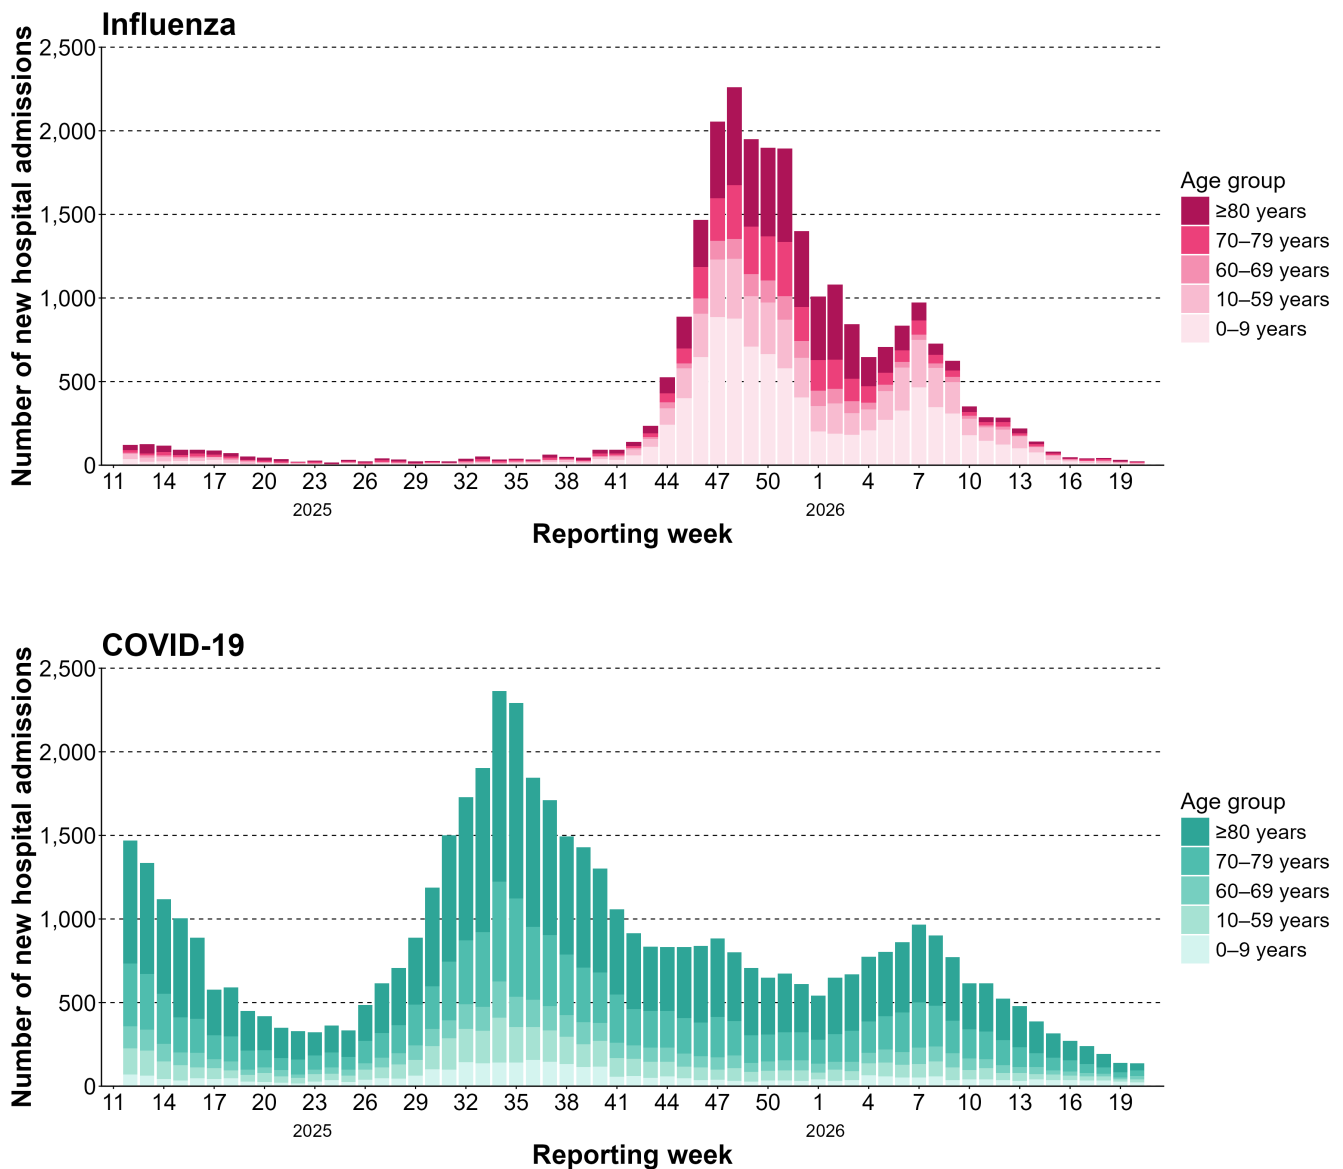 Influenza
Number of new hospital admissions
2,500
2,000
1,500
1,000
500
0
11 14 17 20 23 26 29 32 35 38 41 44 47 50 1 4 7 10 13 16 19
2025 2026
Reporting week
Age group
≥80 years
70–79 years
60–69 years
10–59 years
0–9 years
COVID-19
Number of new hospital admissions
2,500
2,000
1,500
1,000
500
0
11 14 17 20 23 26 29 32 35 38 41 44 47 50 1 4 7 10 13 16 19
2025 2026
Reporting week
Age group
≥80 years
70–79 years
60–69 years
10–59 years
0–9 years